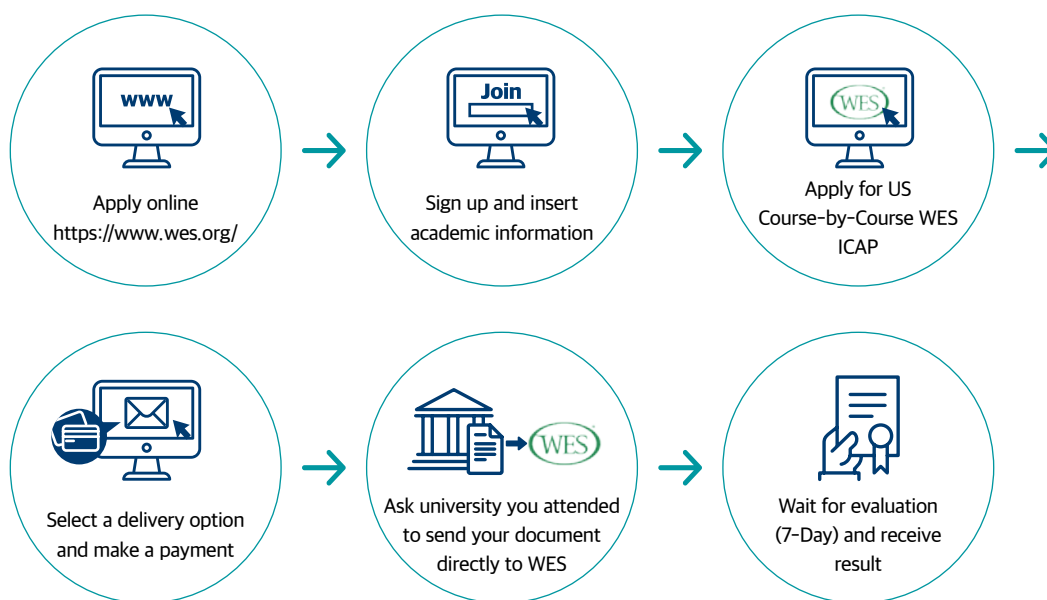 www
Apply online
https://www.wes.org/
Join
Sign up and insert
academic information
WES
Apply for US
Course-by-Course WES
ICAP
Select a delivery option
and make a payment
WES
Ask university you attended
to send your document
directly to WES
Wait for evaluation
(7-Day) and receive
result